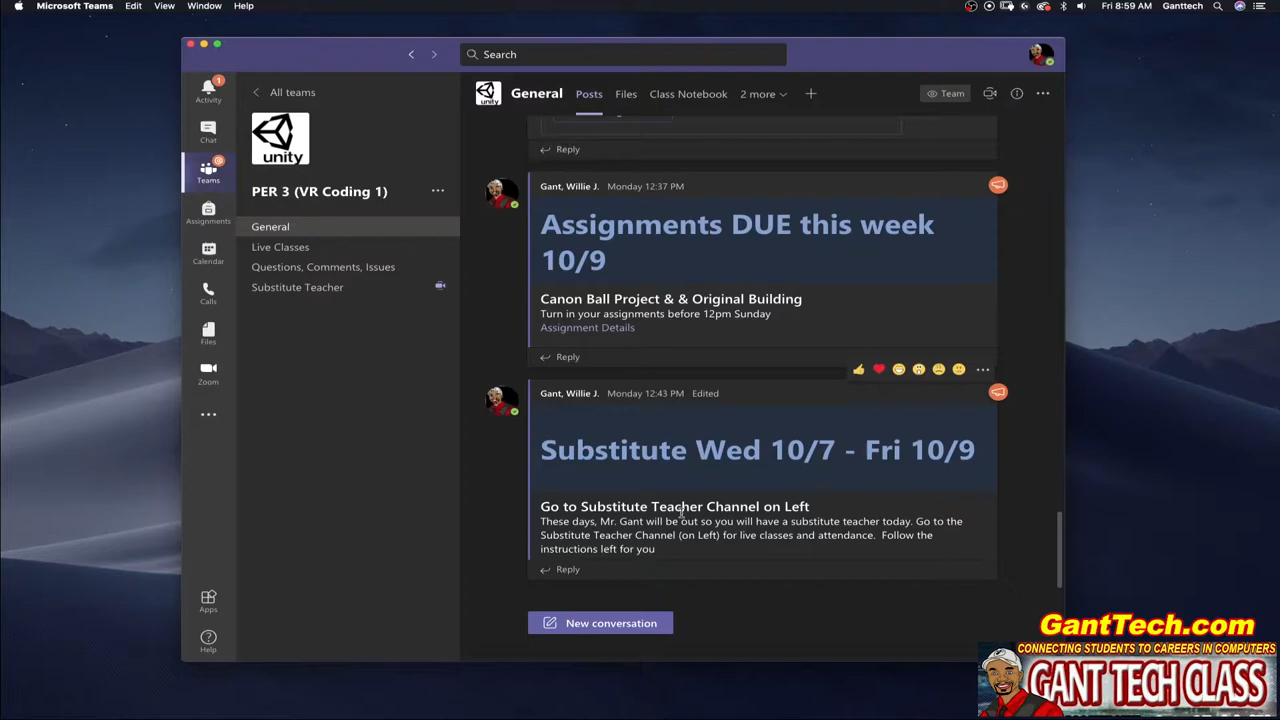 Microsoft Teams Edit View Window Help
Fri 8:59 AM Ganttech
Search
Activity
1
Chat
Teams
Assignments
Calendar
Calls
Files
Zoom
Apps
Help
All teams
unity
PER 3 (VR Coding 1)
General
Live Classes
Questions, Comments, Issues
Substitute Teacher
unity
General Posts Files Class Notebook 2 more
Team
Reply
Gant, Willie J. Monday 12:37 PM
Assignments DUE this week
10/9
Canon Ball Project & & Original Building
Turn in your assignments before 12pm Sunday
Assignment Details
Reply
Gant, Willie J. Monday 12:43 PM Edited
Substitute Wed 10/7 - Fri 10/9
Go to Substitute Teacher Channel on Left
These days, Mr. Gant will be out so you will have a substitute teacher today. Go to the
Substitute Teacher Channel (on Left) for live classes and attendance. Follow the
instructions left for you
Reply
New conversation
GantTech.com
CONNECTING STUDENTS TO CAREERS IN COMPUTERS
GANT TECH CLASS